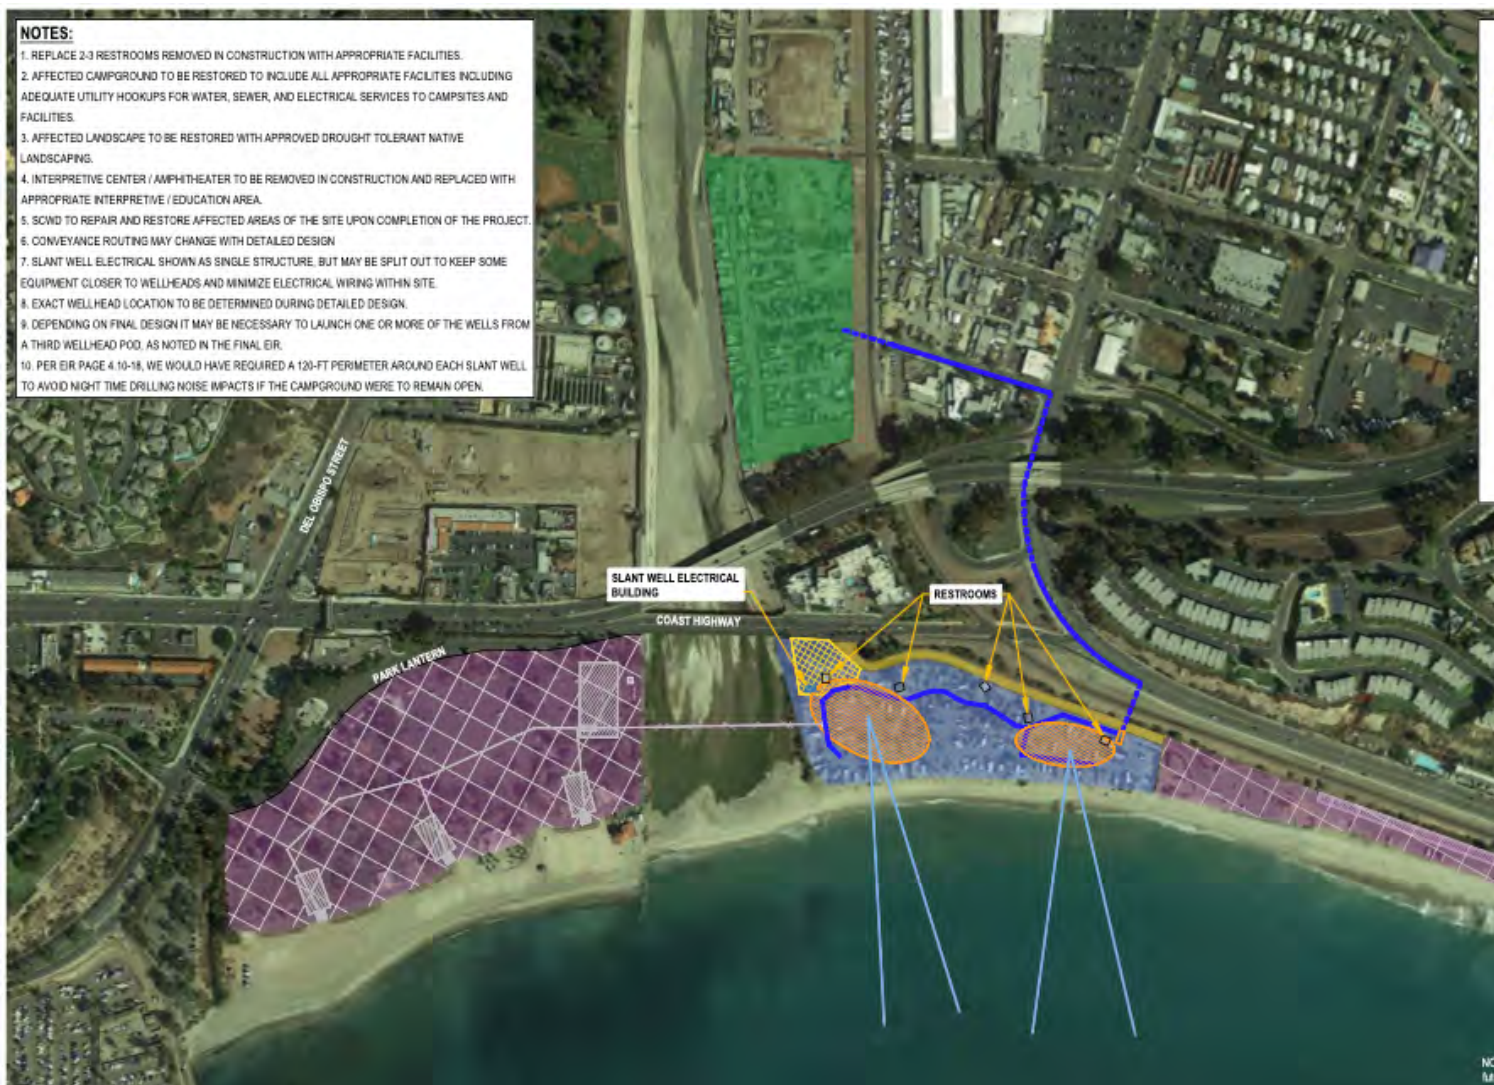 NOTES:
1. REPLACE 2-3 RESTROOMS REMOVED IN CONSTRUCTION WITH APPROPRIATE FACILITIES.
2. AFFECTED CAMPGROUND TO BE RESTORED TO INCLUDE ALL APPROPRIATE FACILITIES INCLUDING
ADEQUATE UTILITY HOOKUPS FOR WATER, SEWER, AND ELECTRICAL SERVICES TO CAMPSITES AND
FACILITIES.
3. AFFECTED LANDSCAPE TO BE RESTORED WITH APPROVED DROUGHT TOLERANT NATIVE
LANDSCAPING.
4. INTERPRETIVE CENTER / AMPHITHEATER TO BE REMOVED IN CONSTRUCTION AND REPLACED WITH
APPROPRIATE INTERPRETIVE / EDUCATION AREA.
5. SCWD TO REPAIR AND RESTORE AFFECTED AREAS OF THE SITE UPON COMPLETION OF THE PROJECT.
6. CONVEYANCE ROUTING MAY CHANGE WITH DETAILED DESIGN
7. SLANT WELL ELECTRICAL SHOWN AS SINGLE STRUCTURE, BUT MAY BE SPLIT OUT TO KEEP SOME
EQUIPMENT CLOSER TO WELLHEADS AND MINIMIZE ELECTRICAL WIRING WITHIN SITE.
8. EXACT WELLHEAD LOCATION TO BE DETERMINED DURING DETAILED DESIGN.
9. DEPENDING ON FINAL DESIGN IT MAY BE NECESSARY TO LAUNCH ONE OR MORE OF THE WELLS FROM
A THIRD WELLHEAD POD, AS NOTED IN THE FINAL EIR.
10. PER EIR PAGE 4.10-18, WE WOULD HAVE REQUIRED A 120-FT PERIMETER AROUND EACH SLANT WELL
TO AVOID NIGHT TIME DRILLING NOISE IMPACTS IF THE CAMPGROUND WERE TO REMAIN OPEN.
DEL OBISPO STREET
SLANT WELL ELECTRICAL
BUILDING
RESTROOMS
COAST HIGHWAY
PARK LANTERN